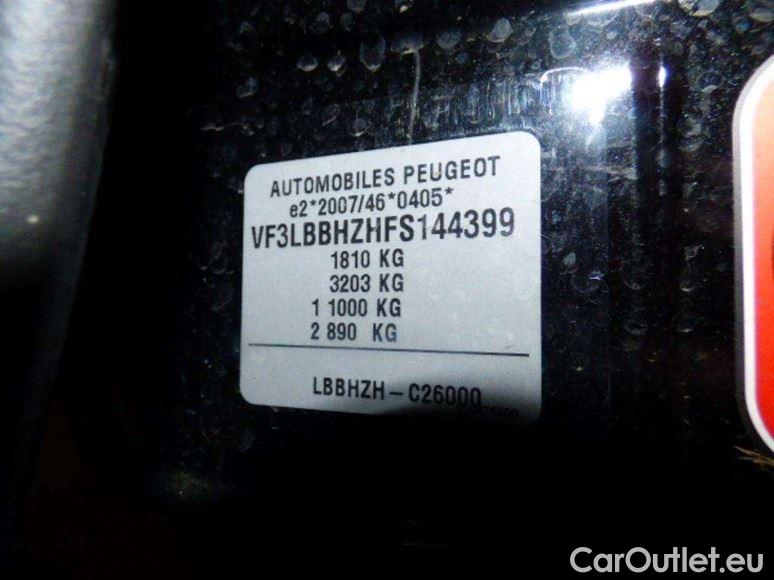 AUTOMOBILES PEUGEOT
e2*2007/46*0405*
VF3LBBHZHFS144399
1810 KG
3203 KG
1 1000 KG
2 890 KG
LBBHZH - C26000
CarOutlet.eu